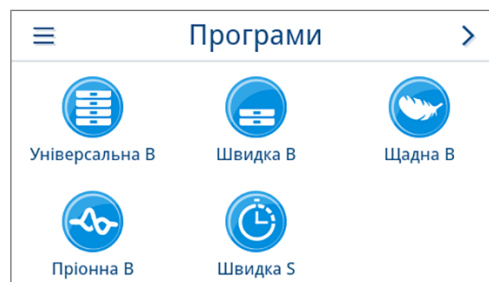 Програми
Універсальна B
Швидка B
Щадна B
Пріонна B
Швидка S